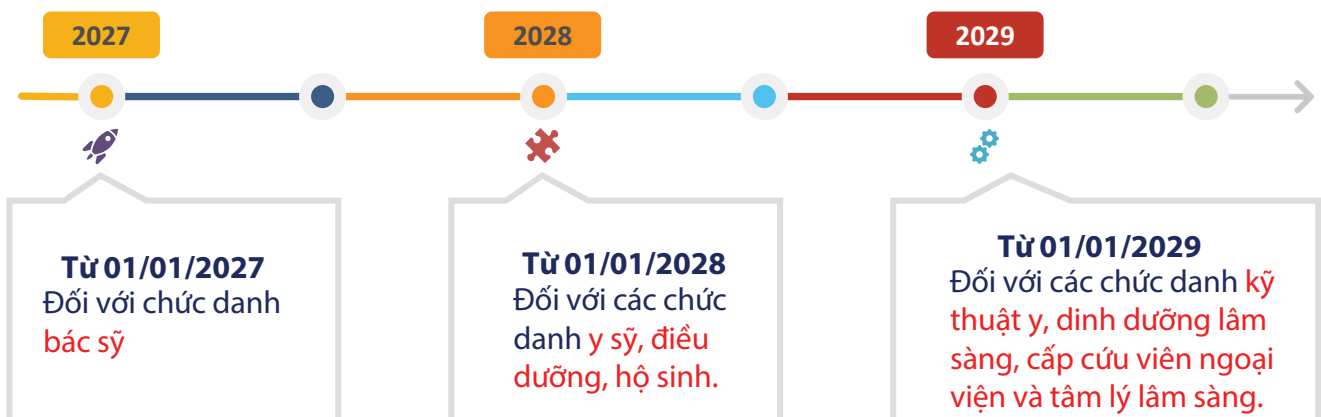 2027
2028
2029
Từ 01/01/2027
Đối với chức danh
bác sỹ
Từ 01/01/2028
Đối với các chức
danh y sỹ, điều
dưỡng, hộ sinh.
Từ 01/01/2029
Đối với các chức danh kỹ
thuật y, dinh dưỡng lâm
sàng, cấp cứu viên ngoại
viện và tâm lý lâm sàng.